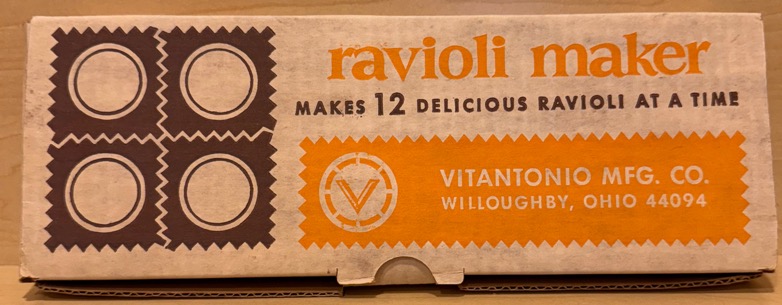 ravioli maker
MAKES 12 DELICIOUS RAVIOLI AT A TIME
V
VITANTONIO MFG. CO.
WILLOUGHBY, OHIO 44094